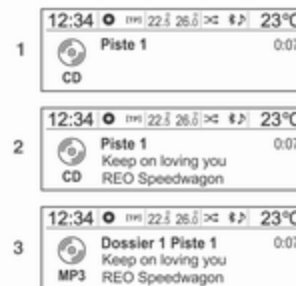 1
12:34 [TP] 22.5 26.0 23°C
Piste 1 0:07
CD
2
12:34 22.5 26.0 23°C
Piste 1 0:07
Keep on loving you
CD REO Speedwagon
3
12:34 22.5 26.0 23°C
Dossier 1 Piste 1 0:07
Keep on loving you
MP3 REO Speedwagon